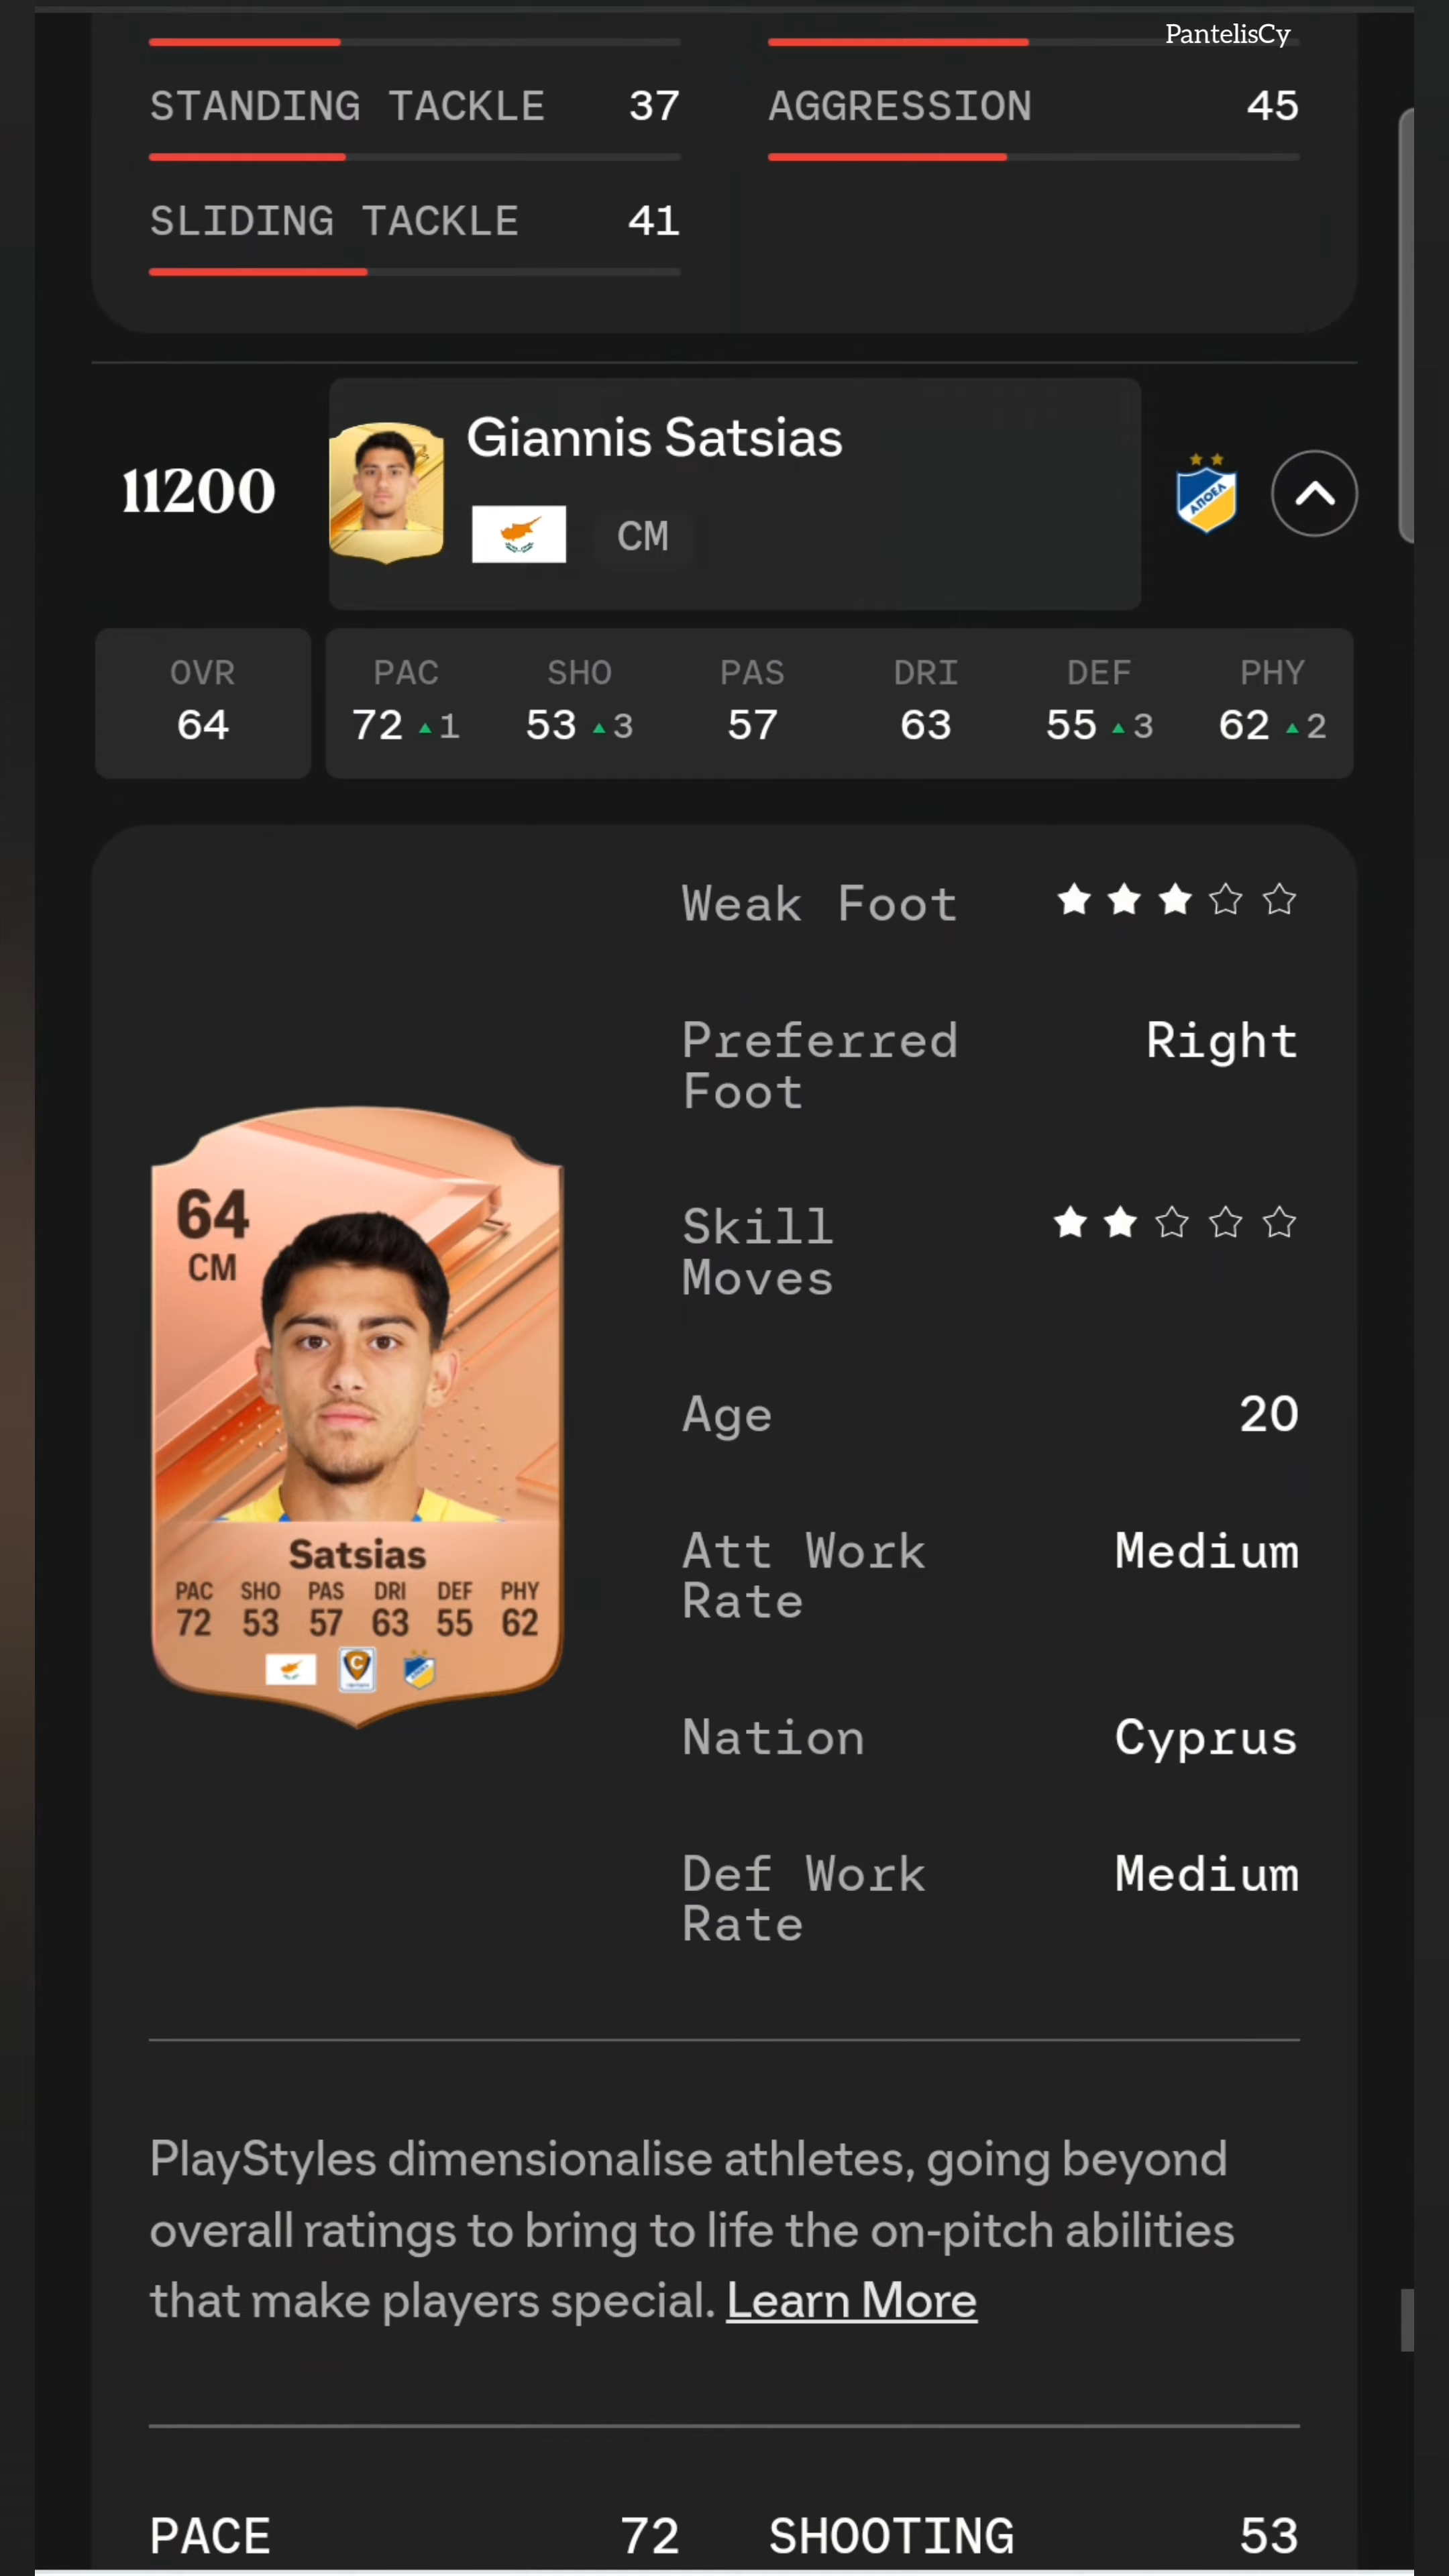 PantelisCy
STANDING TACKLE 37 AGGRESSION 45
SLIDING TACKLE 41
11200
Giannis Satsias
CM
ΑΠΟΕΛ
OVR PAC SHO PAS DRI DEF PHY
64 72 ▲1 53 ▲3 57 63 55 ▲3 62 ▲2
Weak Foot
Preferred Right
Foot
Skill
Moves
Age 20
Att Work Medium
Rate
Nation Cyprus
Def Work Medium
Rate
64
CM
Satsias
PAC SHO PAS DRI DEF PHY
72 53 57 63 55 62
C
PlayStyles dimensionalise athletes, going beyond
overall ratings to bring to life the on-pitch abilities
that make players special. Learn More
PACE 72 SHOOTING 53